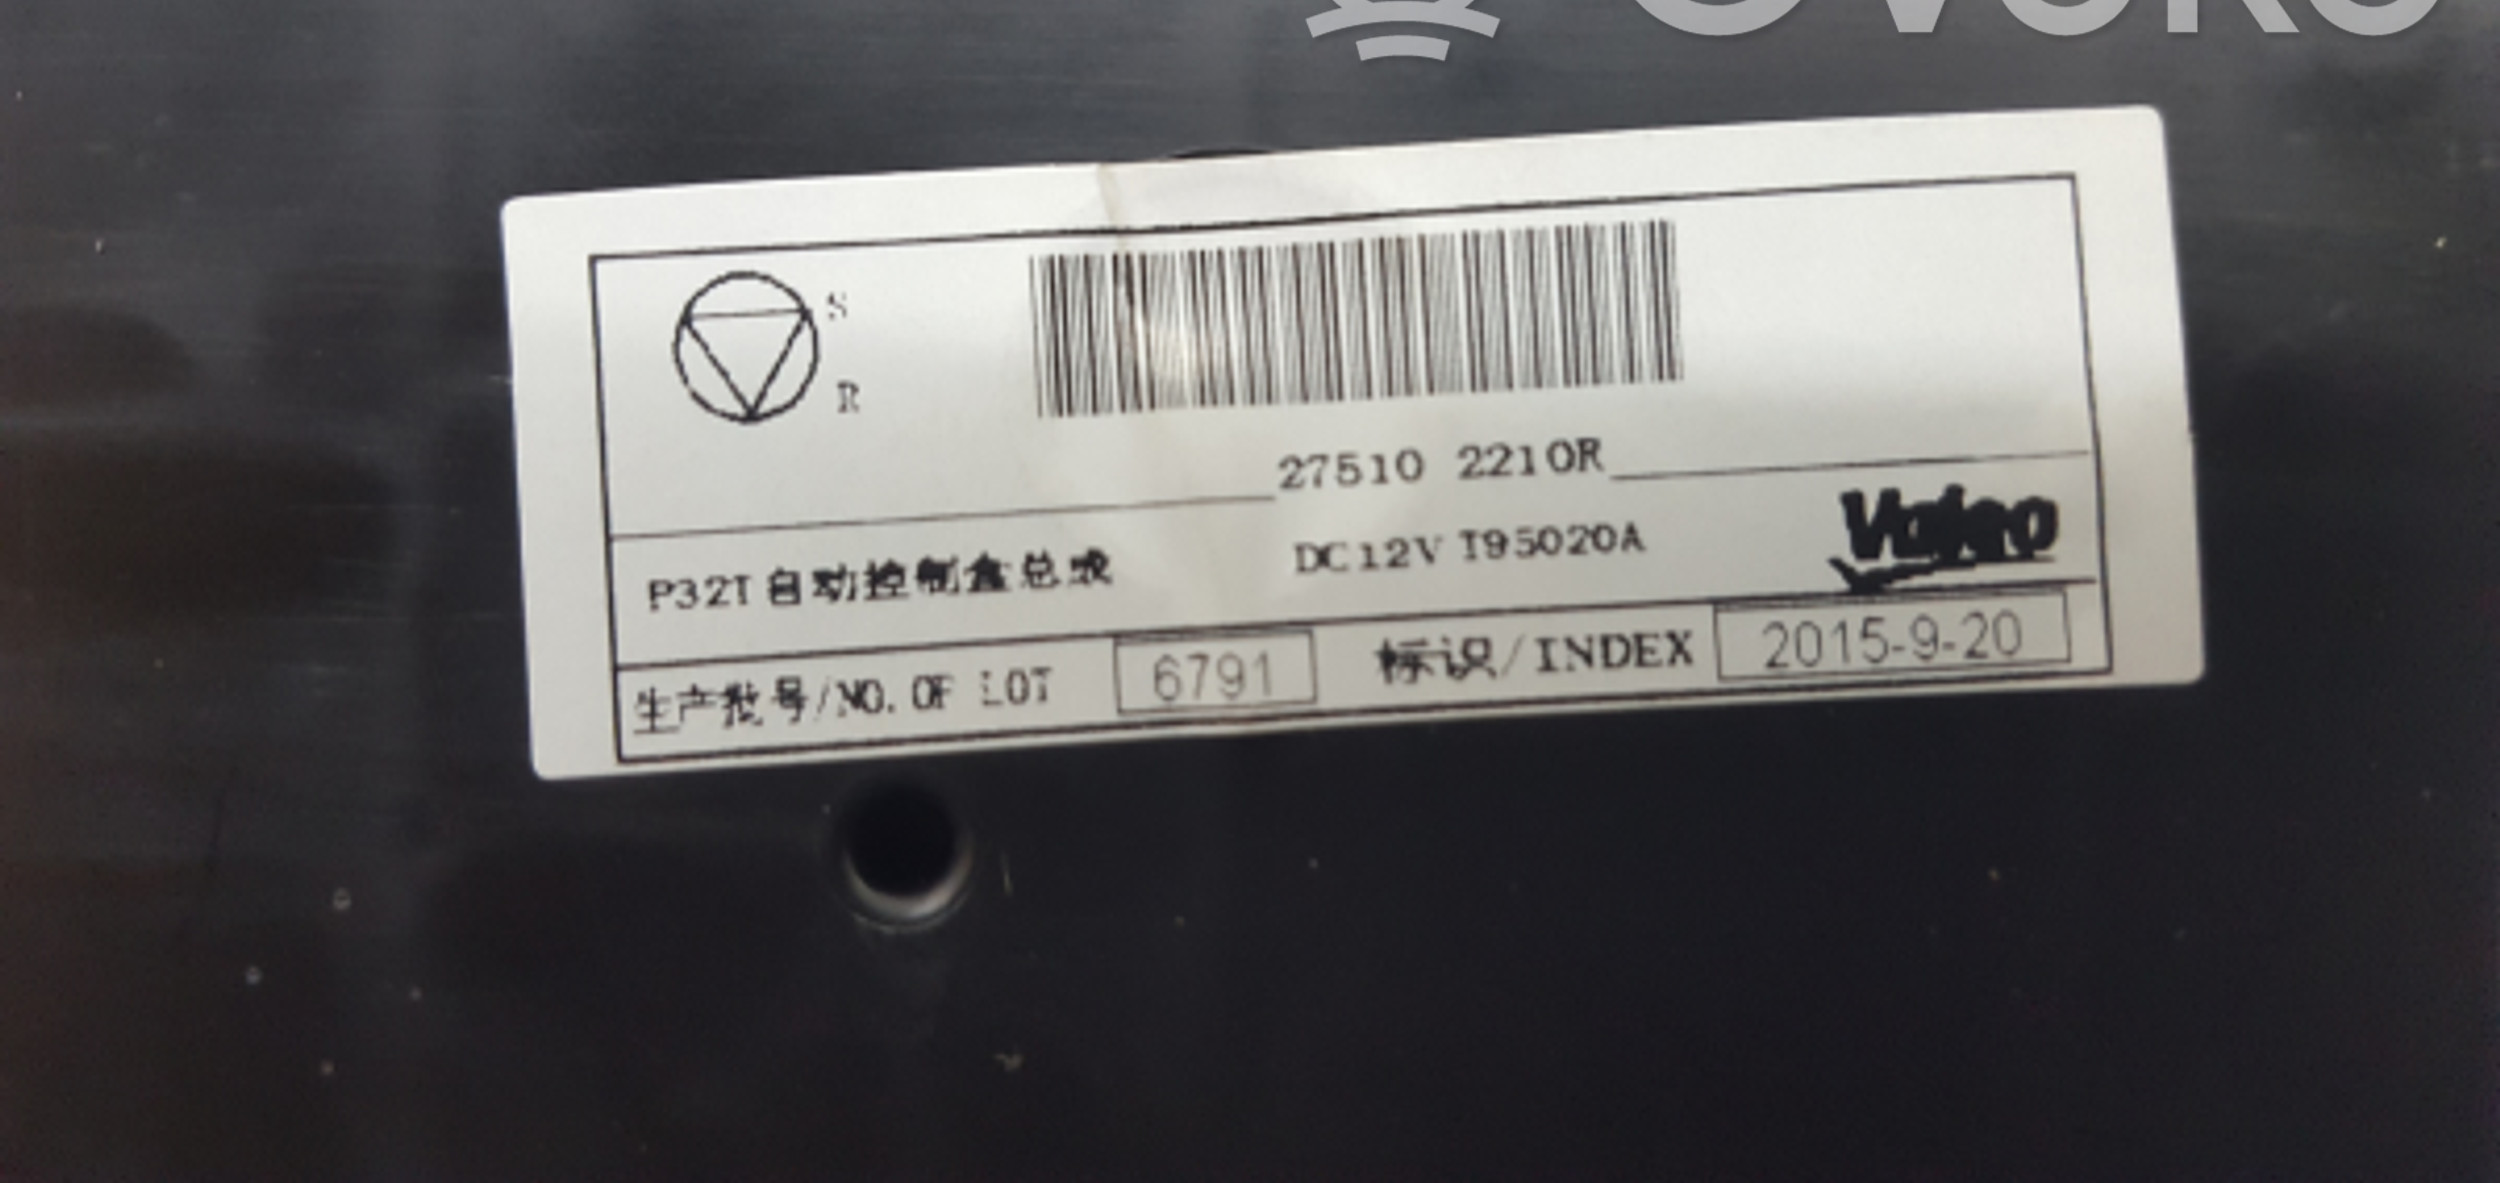 S
R
27510 2210R
P32T 自动控制盒总成 DC12V T95020A Valeo
生产批号/NO. OF LOT 6791 标识/INDEX 2015-9-20